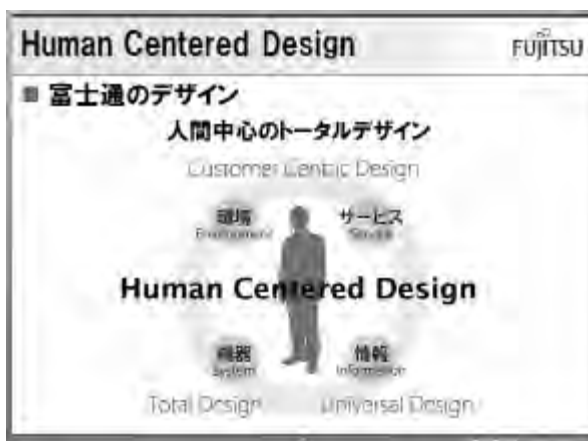 Human Centered Design
FUJITSU
富士通のデザイン
人間中心のトータルデザイン
Customer Centric Design
環境 サービス
Environment Service
Human Centered Design
機器 情報
System Information
Total Design Universal Design